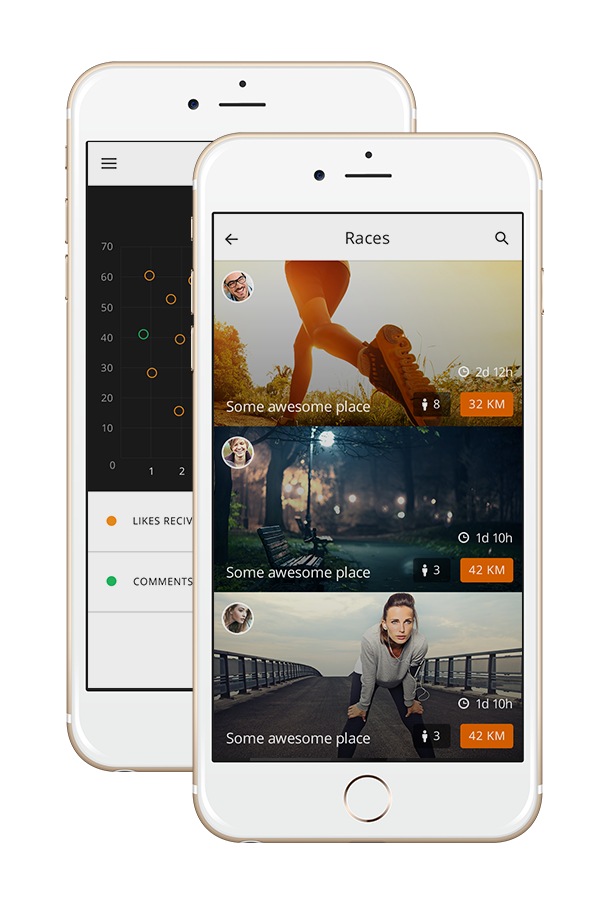 70
60
50
40
30
20
10
0
1 2
LIKES RECIV
COMMENTS
Races
2d 12h
Some awesome place 8 32 KM
1d 10h
Some awesome place 3 42 KM
1d 10h
Some awesome place 3 42 KM